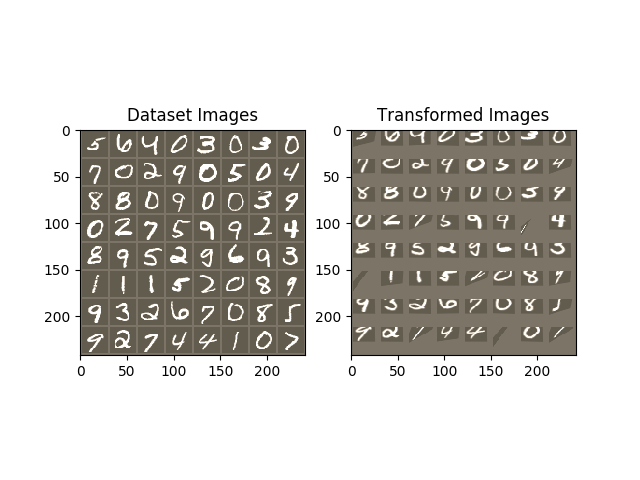 Dataset Images
Transformed Images
0
50
100
150
200
0 50 100 150 200
0
50
100
150
200
0 50 100 150 200
5 6 4 0 3 0 3 0
7 0 2 9 0 5 0 4
8 8 0 9 0 0 3 9
0 2 7 5 9 9 2 4
8 9 5 2 9 6 9 3
1 1 1 5 2 0 8 9
9 3 2 6 7 0 8 5
9 2 7 4 4 1 0 7